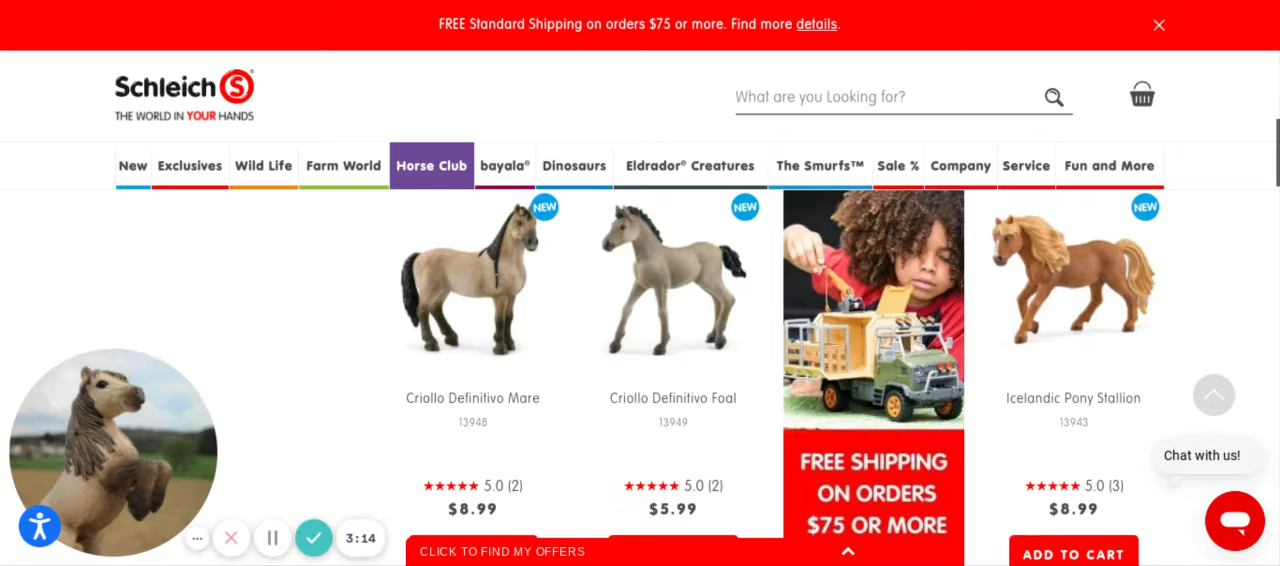 FREE Standard Shipping on orders $75 or more. Find more details.
Schleich S
THE WORLD IN YOUR HANDS
What are you Looking for?
New Exclusives Wild Life Farm World Horse Club bayala® Dinosaurs Eldrador® Creatures The Smurfs™ Sale % Company Service Fun and More
NEW NEW NEW
Criollo Definitivo Mare
13948
5.0 (2)
$8.99
Criollo Definitivo Foal
13949
5.0 (2)
$5.99
FREE SHIPPING
ON ORDERS
$75 OR MORE
Icelandic Pony Stallion
13943
5.0 (3)
$8.99
ADD TO CART
Chat with us!
3:14
CLICK TO FIND MY OFFERS